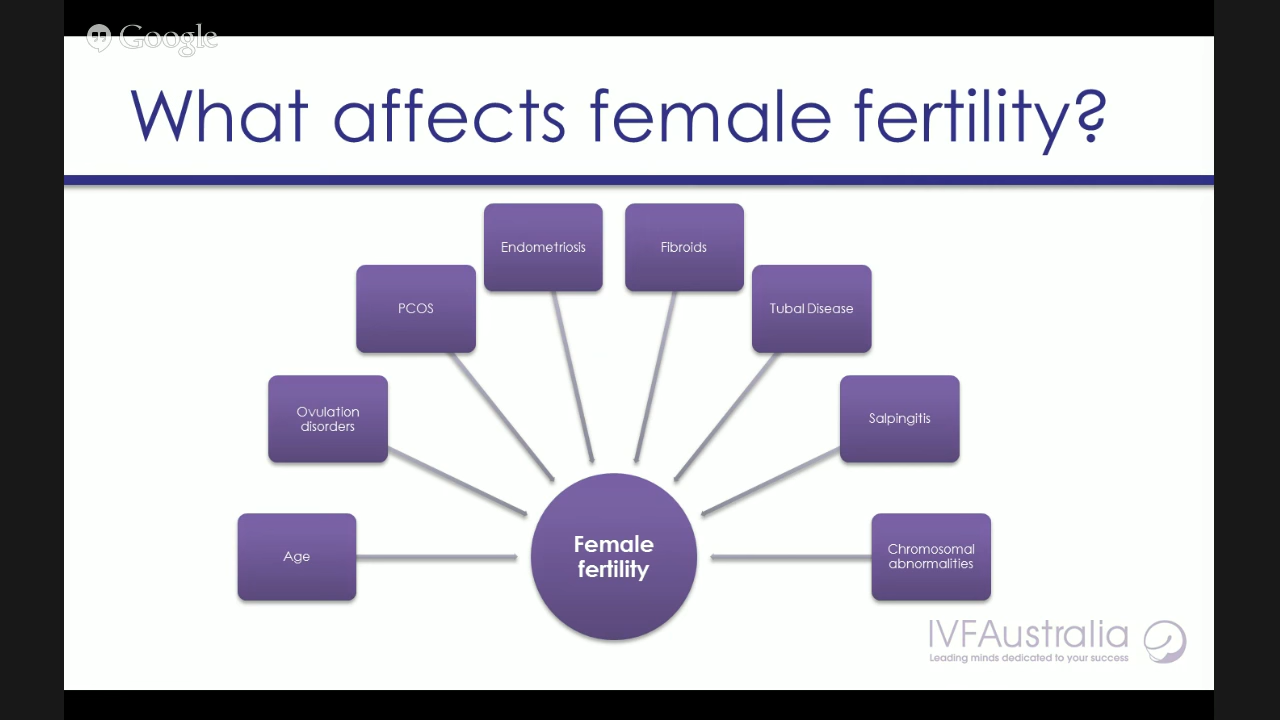 Google
What affects female fertility?
Endometriosis
Fibroids
PCOS
Tubal Disease
Ovulation
disorders
Salpingitis
Age
Female
fertility
Chromosomal
abnormalities
IVFAustralia
Leading minds dedicated to your success